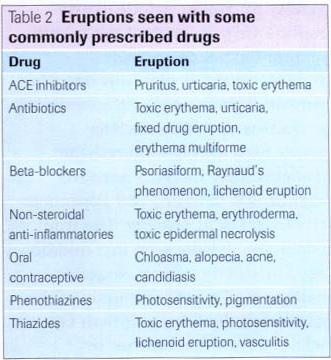 Table 2 Eruptions seen with some
commonly prescribed drugs
Drug Eruption
ACE inhibitors Pruritus, urticaria, toxic erythema
Antibiotics Toxic erythema, urticaria,
fixed drug eruption,
erythema multiforme
Beta-blockers Psoriasiform, Raynaud's
phenomenon, lichenoid eruption
Non-steroidal Toxic erythema, erythroderma,
anti-inflammatories toxic epidermal necrolysis
Oral Chloasma, alopecia, acne,
contraceptive candidiasis
Phenothiazines Photosensitivity, pigmentation
Thiazides Toxic erythema, photosensitivity,
lichenoid eruption, vasculitis